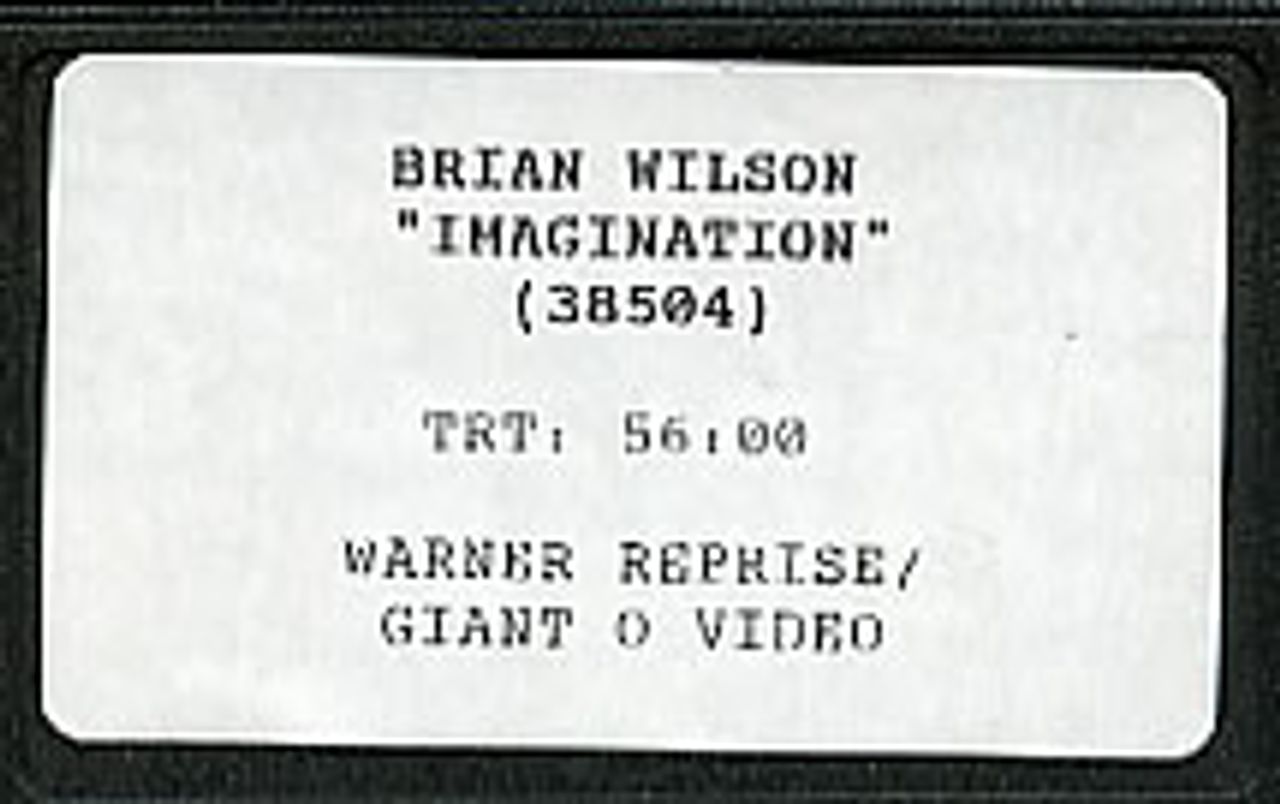 BRIAN WILSON
"IMAGINATION"
(38504)
TRT: 56:00
WARNER REPRISE/
GIANT O VIDEO